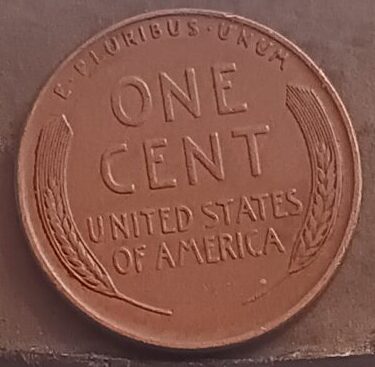 E·PLURIBUS·UNUM
ONE
CENT
UNITED STATES
OF AMERICA